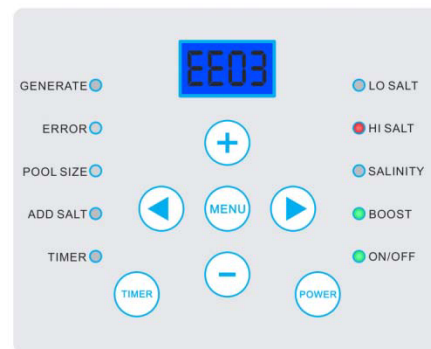 EE03
GENERATE
LO SALT
ERROR
HI SALT
POOL SIZE
SALINITY
MENU
ADD SALT
BOOST
TIMER
ON/OFF
TIMER
POWER